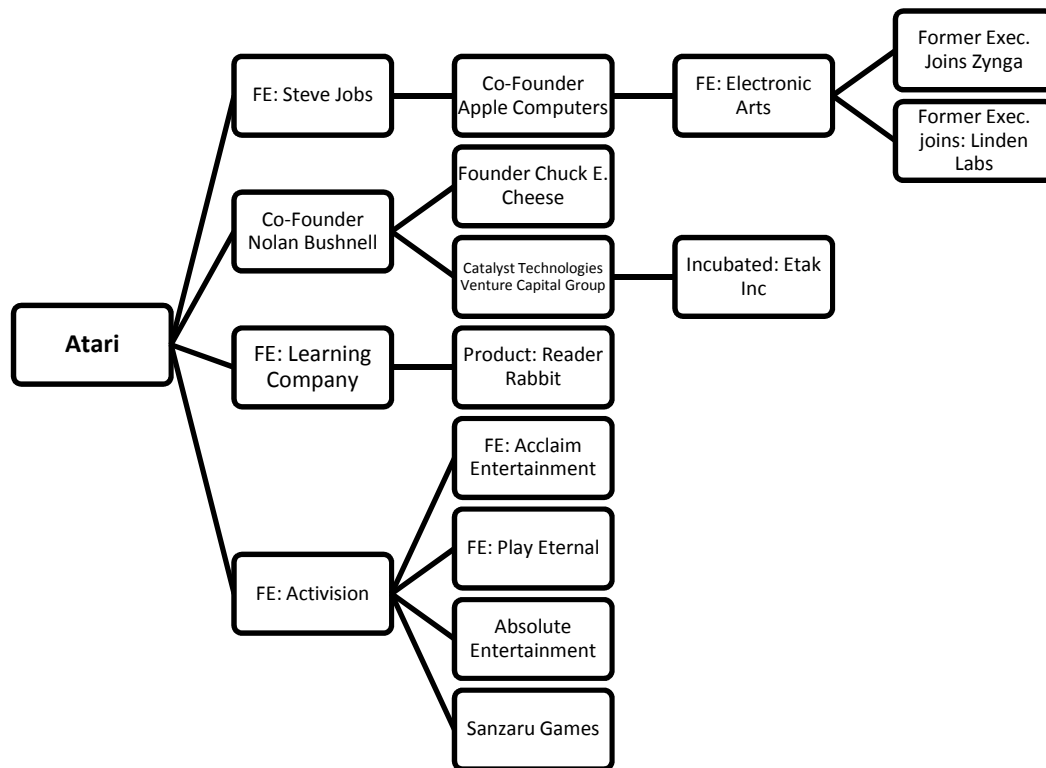 Atari
FE: Steve Jobs
Co-Founder
Apple Computers
FE: Electronic
Arts
Former Exec.
Joins Zynga
Former Exec.
joins: Linden
Labs
Co-Founder
Nolan Bushnell
Founder Chuck E.
Cheese
Catalyst Technologies
Venture Capital Group
Incubated: Etak
Inc
FE: Learning
Company
Product: Reader
Rabbit
FE: Activision
FE: Acclaim
Entertainment
FE: Play Eternal
Absolute
Entertainment
Sanzaru Games